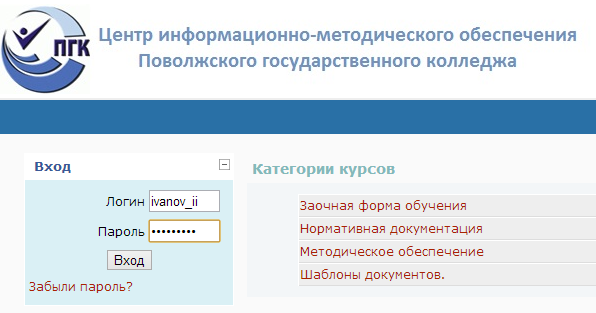 ПГК
Центр информационно-методического обеспечения
Поволжского государственного колледжа
Вход
Логин ivanov_ii
Пароль •••••••••
Вход
Забыли пароль?
Категории курсов
Заочная форма обучения
Нормативная документация
Методическое обеспечение
Шаблоны документов.